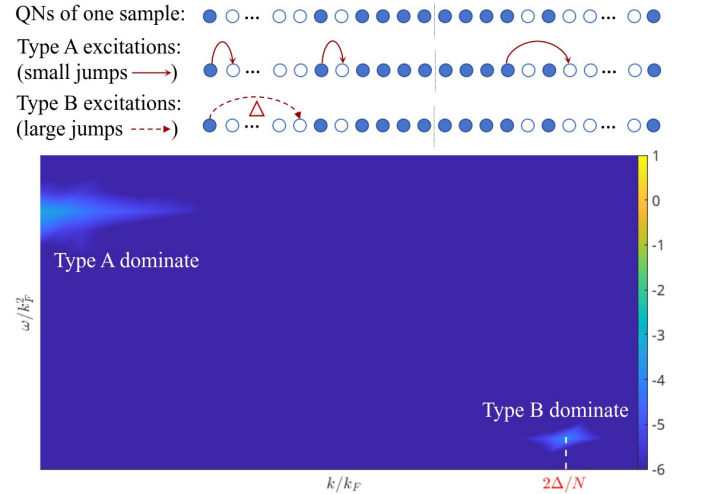 QNs of one sample:
...
...
Type A excitations:
(small jumps ⟶)
...
...
Type B excitations:
(large jumps ----▸)
Δ
...
...
1
0
-1
-2
-3
-4
-5
-6
Type A dominate
Type B dominate
ω/k_F^2
k/k_F
2Δ/N